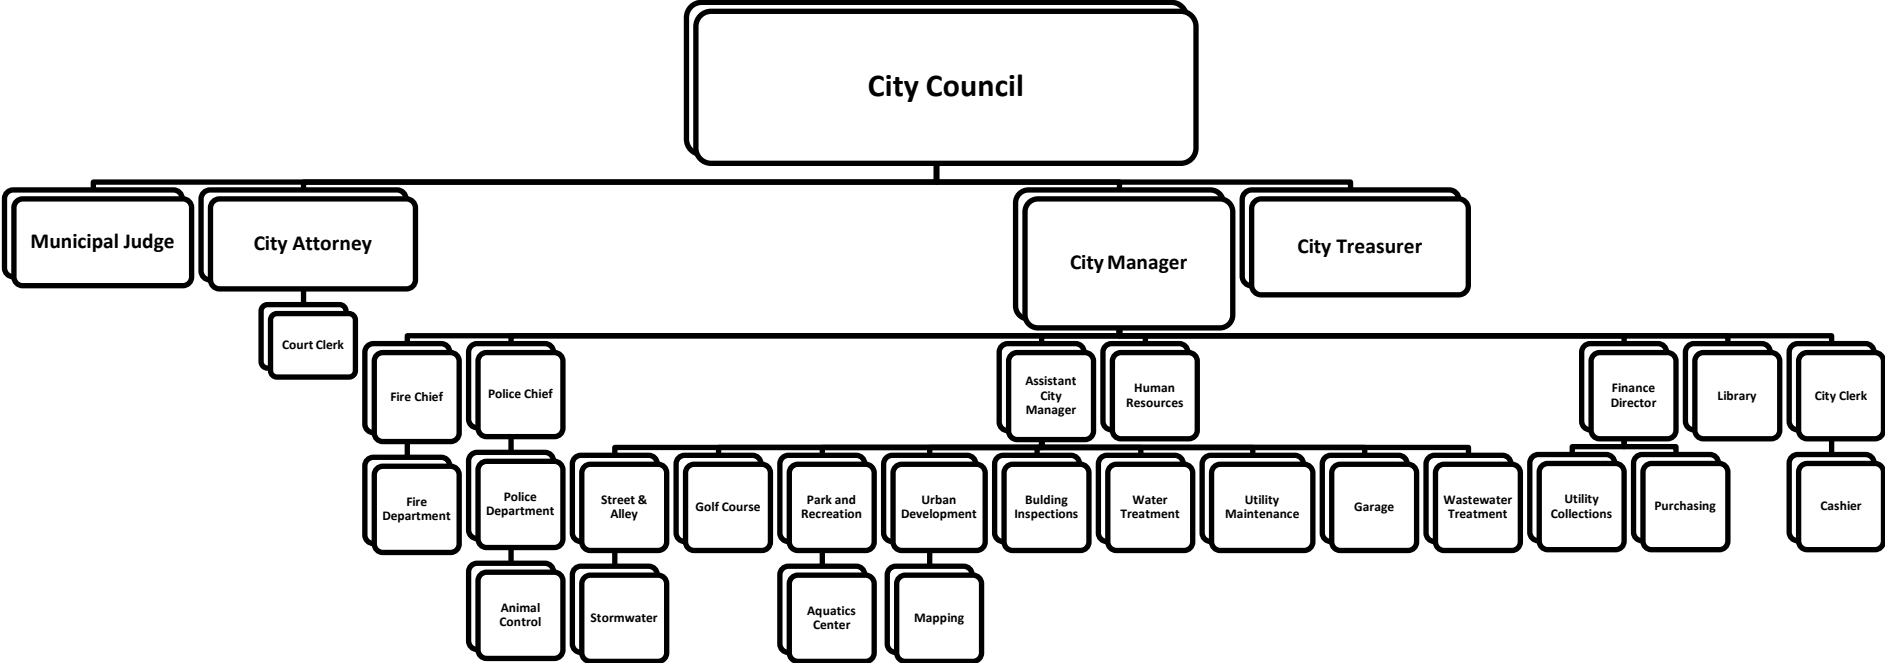 City Council
Municipal Judge
City Attorney
City Manager
City Treasurer
Court Clerk
Fire Chief
Police Chief
Assistant
City
Manager
Human
Resources
Finance
Director
Library
City Clerk
Fire
Department
Police
Department
Street &
Alley
Golf Course
Park and
Recreation
Urban
Development
Bulding
Inspections
Water
Treatment
Utility
Maintenance
Garage
Wastewater
Treatment
Utility
Collections
Purchasing
Cashier
Animal
Control
Stormwater
Aquatics
Center
Mapping